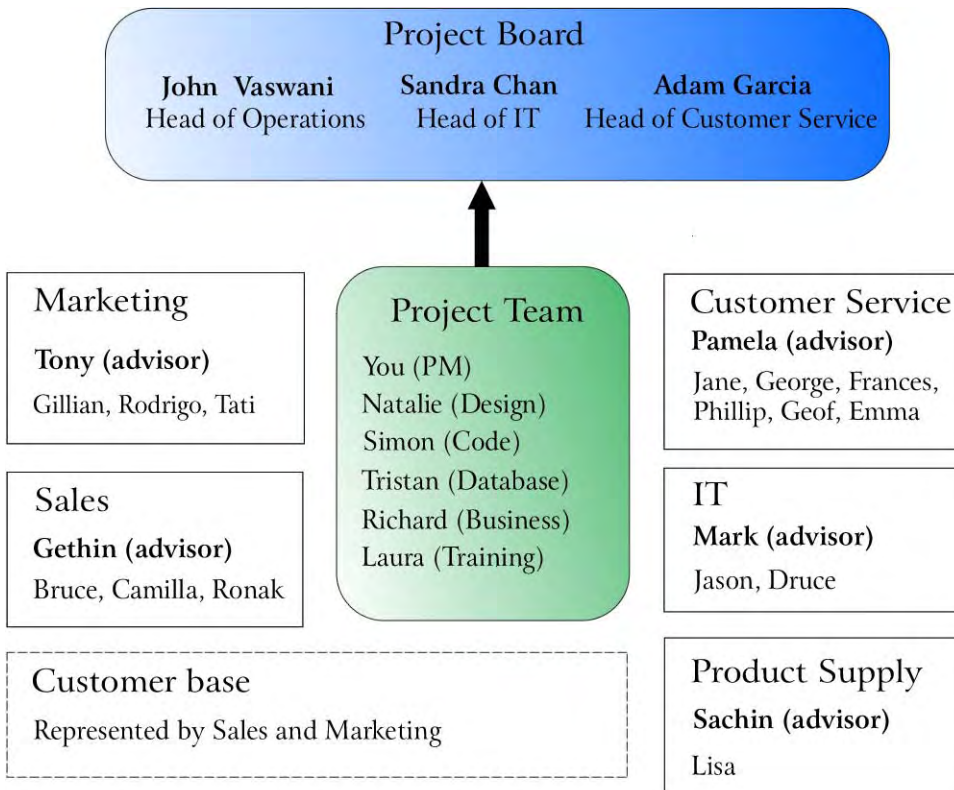 Project Board
John Vaswani
Head of Operations
Sandra Chan
Head of IT
Adam Garcia
Head of Customer Service
Marketing
Tony (advisor)
Gillian, Rodrigo, Tati
Sales
Gethin (advisor)
Bruce, Camilla, Ronak
Customer base
Represented by Sales and Marketing
Project Team
You (PM)
Natalie (Design)
Simon (Code)
Tristan (Database)
Richard (Business)
Laura (Training)
Customer Service
Pamela (advisor)
Jane, George, Frances,
Phillip, Geof, Emma
IT
Mark (advisor)
Jason, Druce
Product Supply
Sachin (advisor)
Lisa